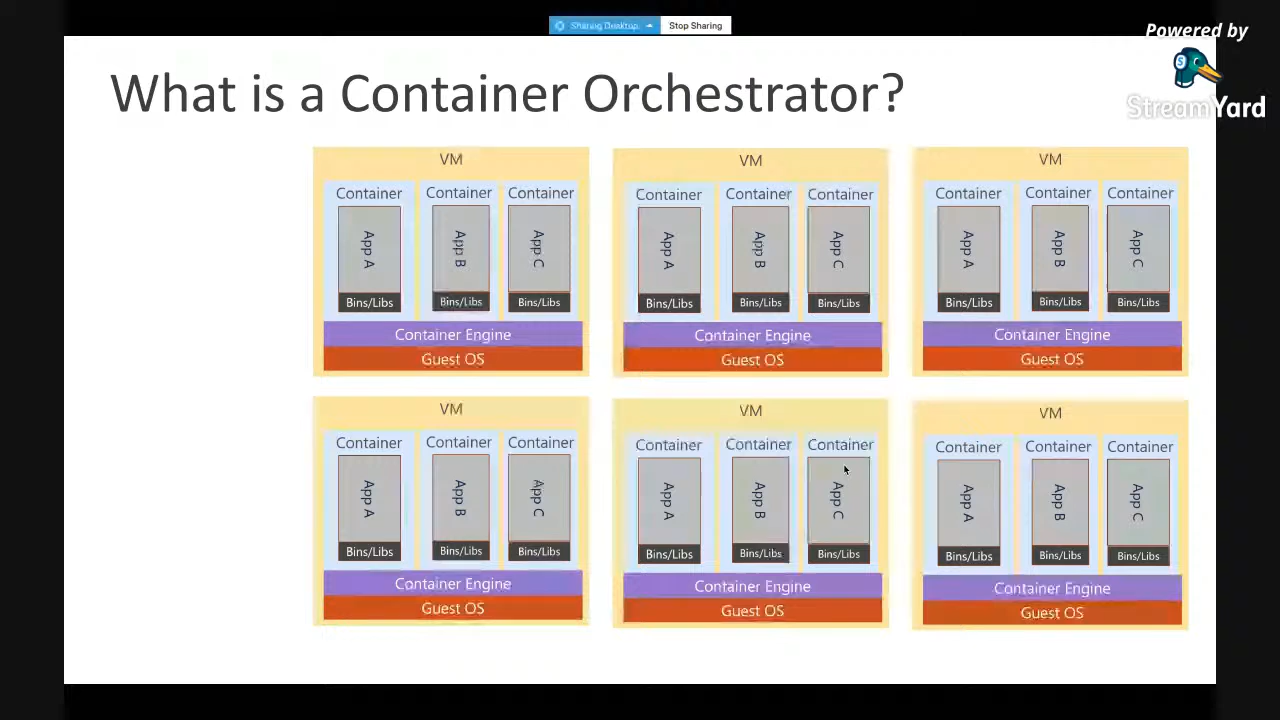 Sharing Desktop. Stop Sharing
Powered by
StreamYard
What is a Container Orchestrator?
VM
Container Container Container
App A App B App C
Bins/Libs Bins/Libs Bins/Libs
Container Engine
Guest OS
VM
Container Container Container
App A App B App C
Bins/Libs Bins/Libs Bins/Libs
Container Engine
Guest OS
VM
Container Container Container
App A App B App C
Bins/Libs Bins/Libs Bins/Libs
Container Engine
Guest OS
VM
Container Container Container
App A App B App C
Bins/Libs Bins/Libs Bins/Libs
Container Engine
Guest OS
VM
Container Container Container
App A App B App C
Bins/Libs Bins/Libs Bins/Libs
Container Engine
Guest OS
VM
Container Container Container
App A App B App C
Bins/Libs Bins/Libs Bins/Libs
Container Engine
Guest OS